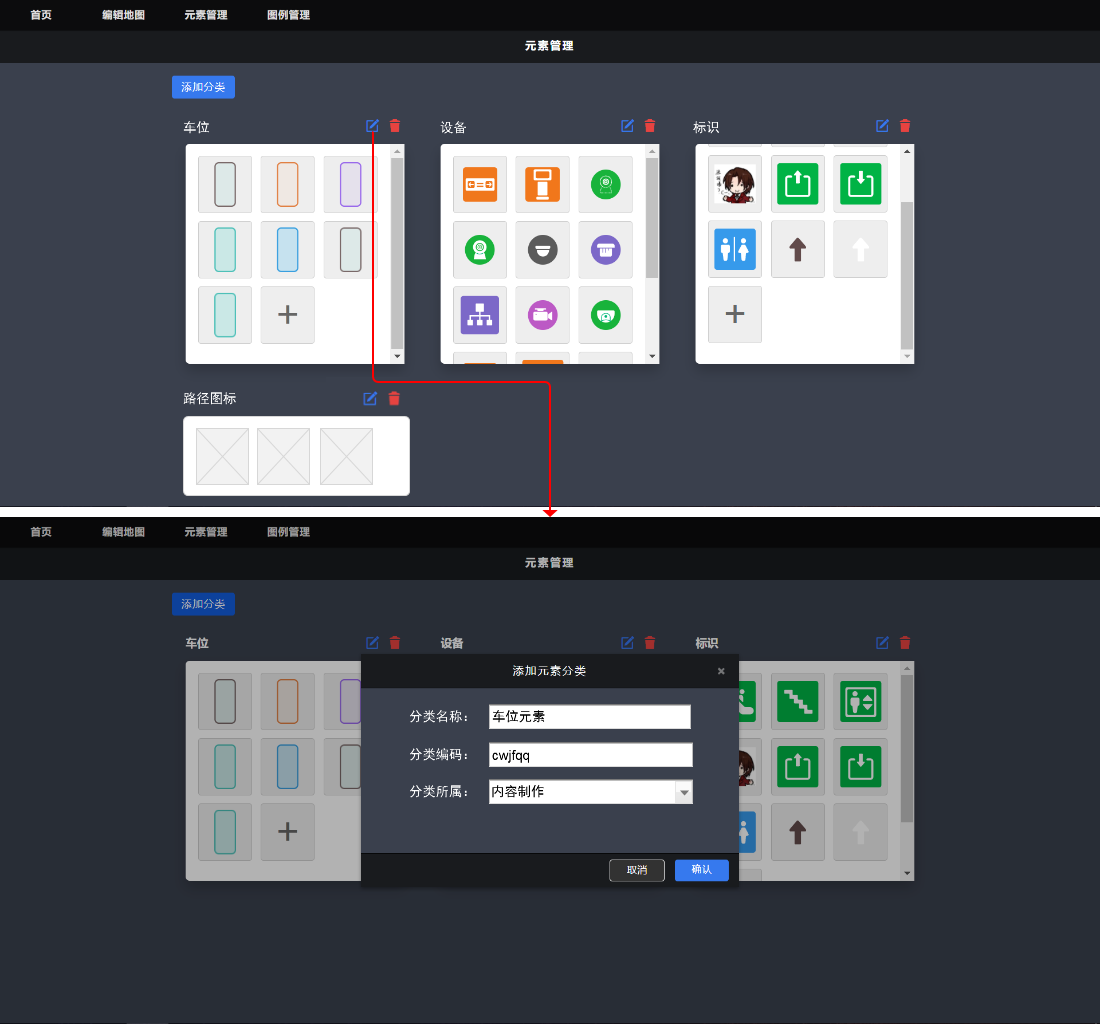 首页 编辑地图 元素管理 图例管理
元素管理
添加分类
车位 设备 标识
路径图标
首页 编辑地图 元素管理 图例管理
元素管理
添加分类
车位 设备 标识
添加元素分类
分类名称： 车位元素
分类编码： cwjfqq
分类所属： 内容制作
取消 确认